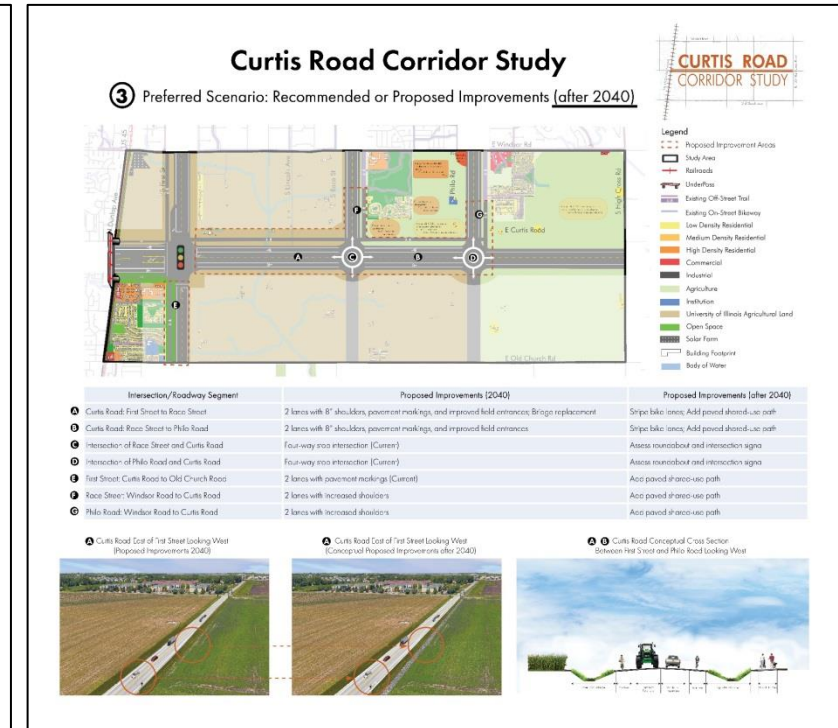 Curtis Road Corridor Study
③ Preferred Scenario: Recommended or Proposed Improvements (after 2040)
CURTIS ROAD
CORRIDOR STUDY
US 45
E Windsor Rd
Philo Rd
E Curtis Road
E Old Church Road
F
G
A
C
B
D
E
Legend
Proposed Improvement Areas
Study Area
Railroads
UnderPass
Existing Off-Street Trail
Existing On-Street Bikeway
Low Density Residential
Medium Density Residential
High Density Residential
Commercial
Industrial
Agriculture
Institution
University of Illinois Agricultural Land
Open Space
Solar Farm
Building Footprint
Body of Water
Intersection/Roadway Segment Proposed Improvements (2040) Proposed Improvements (after 2040)
A Curtis Road: First Street to Race Street 2 lanes with 8" shoulders, pavement markings, and improved field entrances; Bridge replacement Stripe bike lanes; Add paved shared-use path
B Curtis Road: Race Street to Philo Road 2 lanes with 8" shoulders, pavement markings, and improved field entrances Stripe bike lanes; Add paved shared-use path
C Intersection of Race Street and Curtis Road Four-way stop intersection (Current) Assess roundabout and intersection signa
D Intersection of Philo Road and Curtis Road Four-way stop intersection (Current) Assess roundabout and intersection signa
E First Street: Curtis Road to Old Church Road 2 lanes with pavement markings (Current) Add paved shared-use path
F Race Street: Windsor Road to Curtis Road 2 lanes with increased shoulders Add paved shared-use path
G Philo Road: Windsor Road to Curtis Road 2 lanes with increased shoulders Add paved shared-use path
A Curtis Road East of First Street Looking West
(Proposed Improvements 2040)
A Curtis Road East of First Street Looking West
(Conceptual Proposed Improvements after 2040)
A B Curtis Road Conceptual Cross Section
Between First Street and Philo Road Looking West